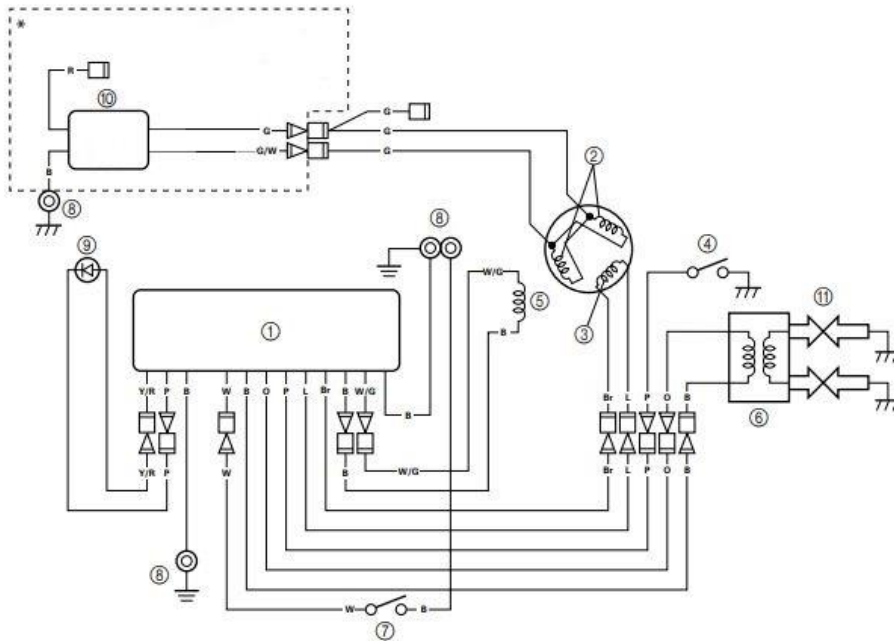 *
R
⑩
G
G
G/W
G
B
⑧
②
⑨
⑧
④
W/G
⑤
⑪
①
③
B
Y/R P B W B O P L Br B W/G
B
Br L P O B
⑥
W/G
Y/R P W B
Br L P O B
⑧
W B
⑦